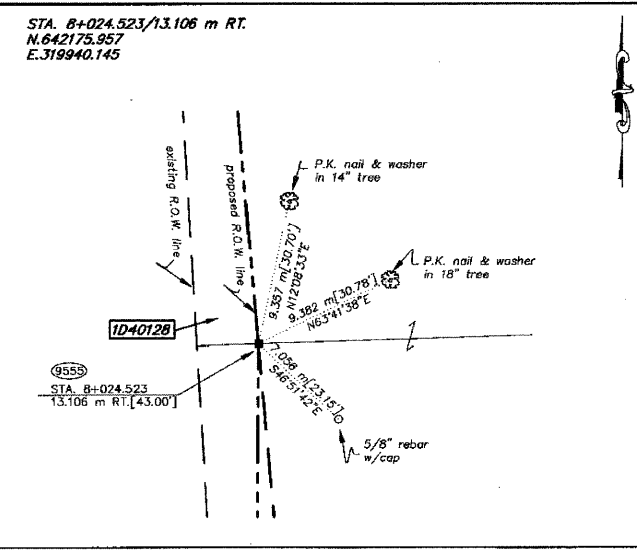 STA. 8+024.523/13.106 m RT.
N.642175.957
E.319940.145
existing R.O.W. line
proposed R.O.W. line
P.K. nail & washer
in 14" tree
9.357 m[30.70']
N12°08'33"E
P.K. nail & washer
in 18" tree
9.382 m[30.78']
N63°41'38"E
1D40128
9555
STA. 8+024.523
13.106 m RT.[43.00']
7.056 m[23.15']
S46°51'42"E
5/8" rebar
w/cap